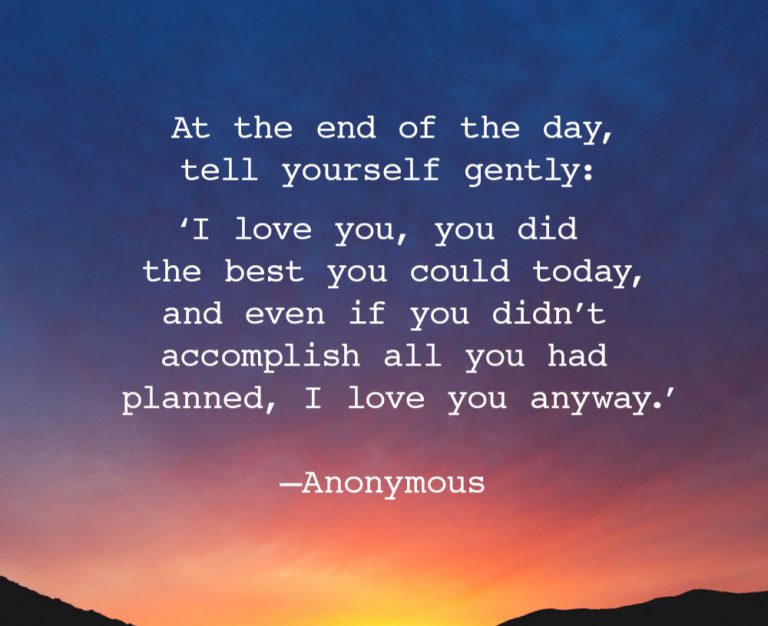 At the end of the day,
tell yourself gently:
‘I love you, you did
the best you could today,
and even if you didn’t
accomplish all you had
planned, I love you anyway.’
—Anonymous